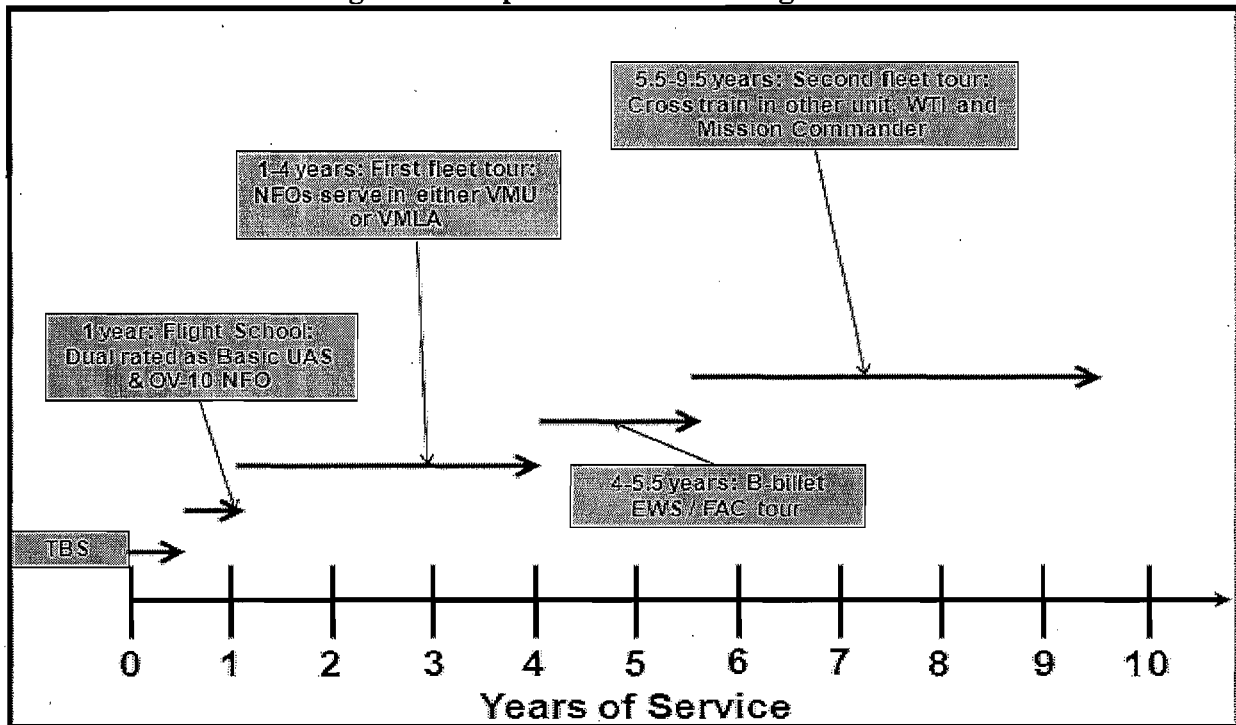 5.5-9.5 years: Second fleet tour:
Cross train in other unit, WTI and
Mission Commander
1-4 years: First fleet tour:
NFOs serve in either VMU
or VMLA
1 year: Flight School:
Dual rated as Basic UAS
& OV-10 NFO
4-5.5 years: B-billet
EWS / FAC tour
TBS
0 1 2 3 4 5 6 7 8 9 10
Years of Service